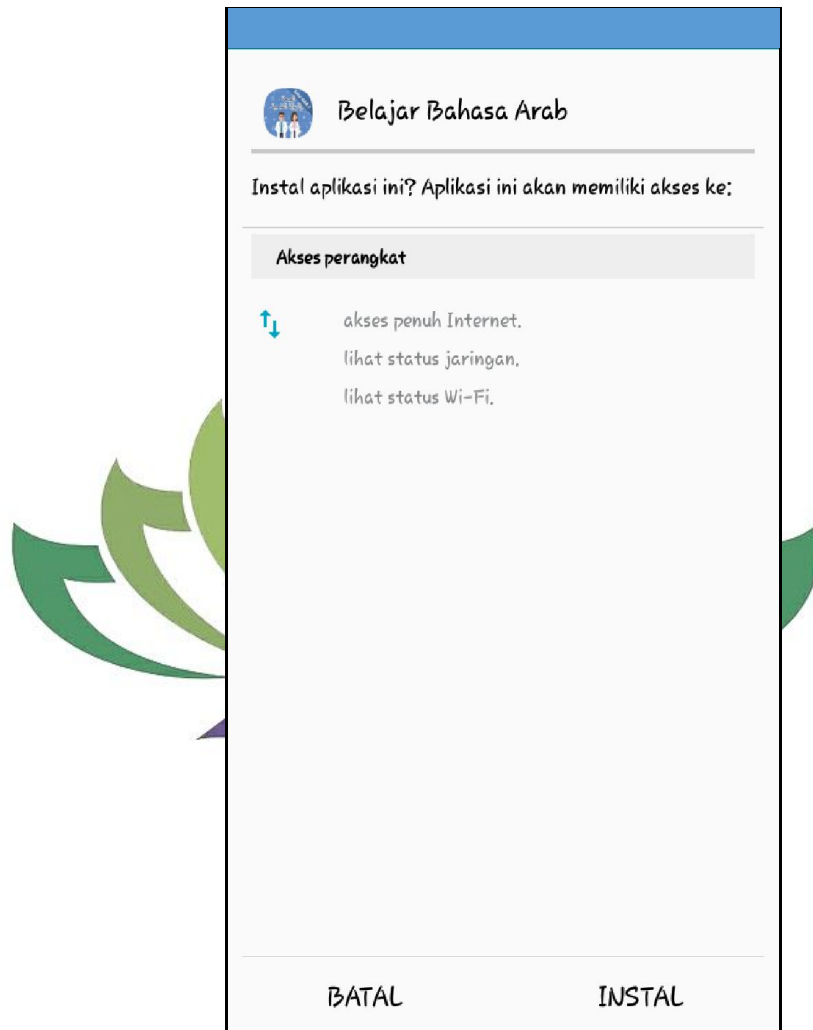 Belajar Bahasa Arab
Instal aplikasi ini? Aplikasi ini akan memiliki akses ke:
Akses perangkat
akses penuh Internet.
lihat status jaringan.
lihat status Wi-Fi.
BATAL INSTAL